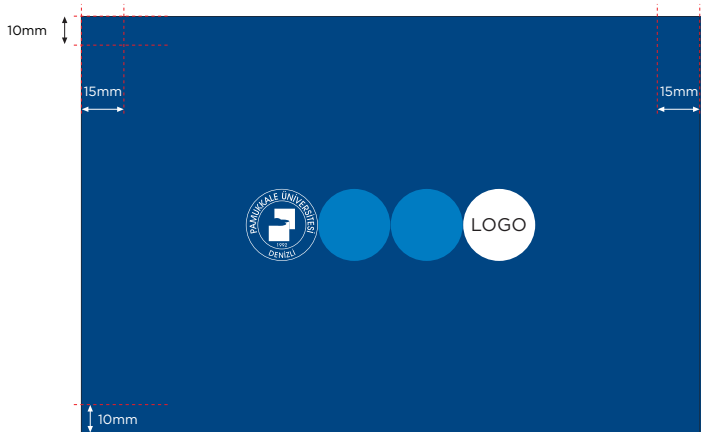 10mm
15mm
15mm
PAMUKKALE ÜNİVERSİTESİ
1992
DENİZLİ
LOGO
10mm